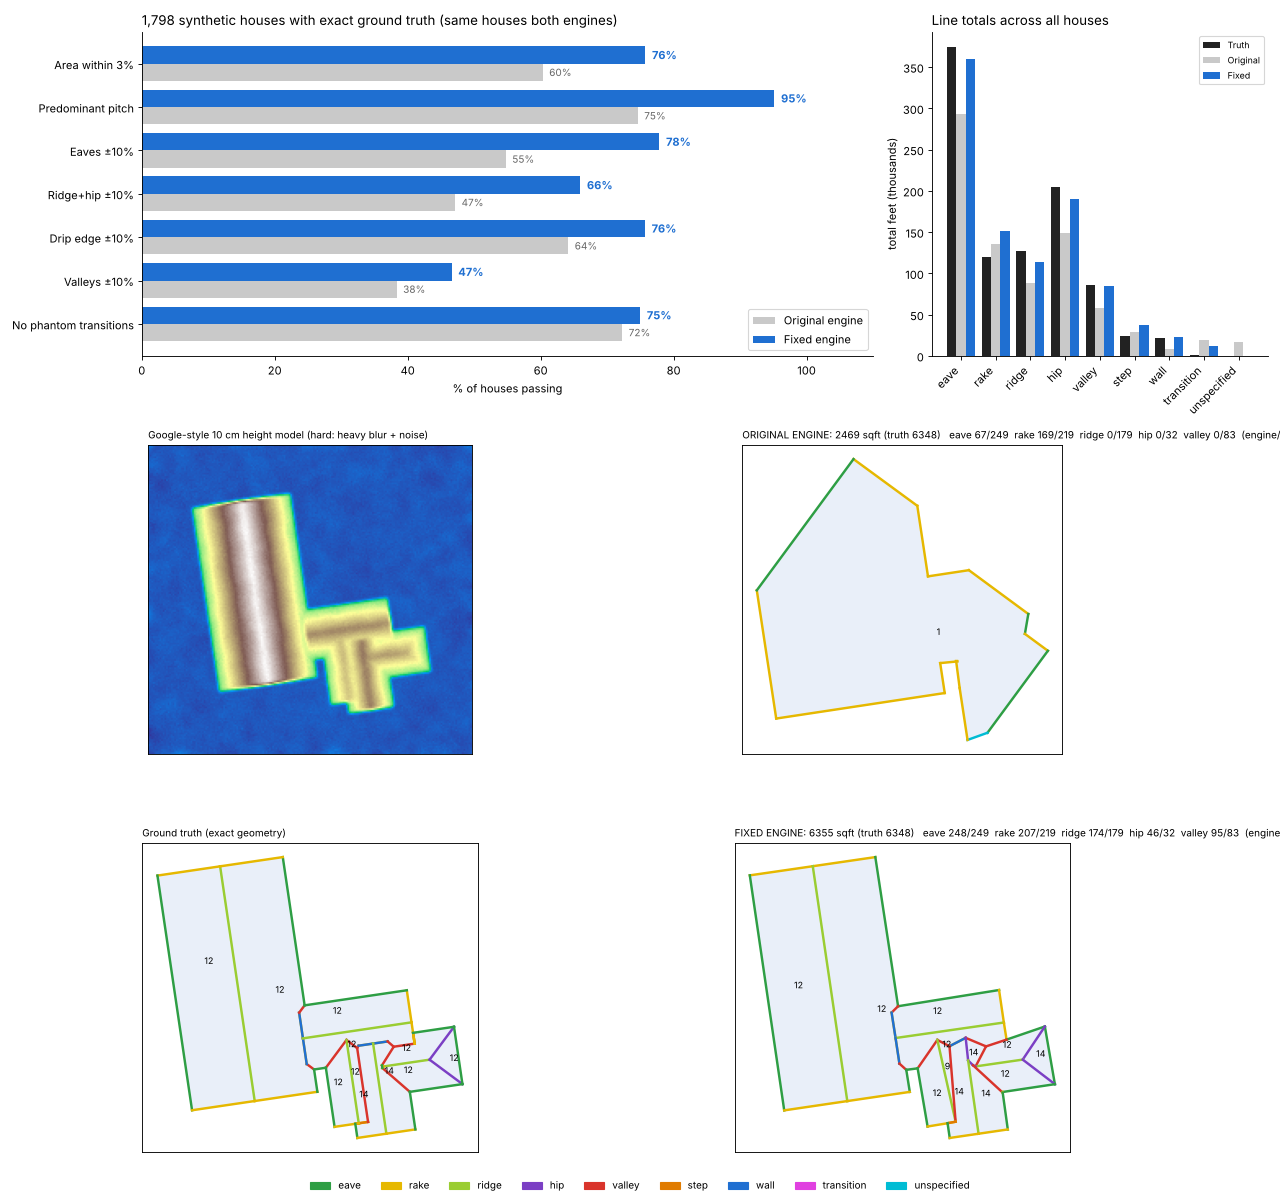 1,798 synthetic houses with exact ground truth (same houses both engines)
Area within 3%
76%
60%
Predominant pitch
95%
75%
Eaves ±10%
78%
55%
Ridge+hip ±10%
66%
47%
Drip edge ±10%
76%
64%
Valleys ±10%
47%
38%
No phantom transitions
75%
72%
Original engine
Fixed engine
0 20 40 60 80 100
% of houses passing
Line totals across all houses
Truth
Original
Fixed
total feet (thousands)
350
300
250
200
150
100
50
0
eave rake ridge hip valley step wall transition unspecified
Google-style 10 cm height model (hard: heavy blur + noise)
ORIGINAL ENGINE: 2469 sqft (truth 6348) eave 67/249 rake 169/219 ridge 0/179 hip 0/32 valley 0/83 (engine/
1
Ground truth (exact geometry)
12
12
12
12
12
12
12
14
14
12
12
FIXED ENGINE: 6355 sqft (truth 6348) eave 248/249 rake 207/219 ridge 174/179 hip 46/32 valley 95/83 (engine
12
12
12
12
9
12
14
14
14
12
12
14
eave rake ridge hip valley step wall transition unspecified